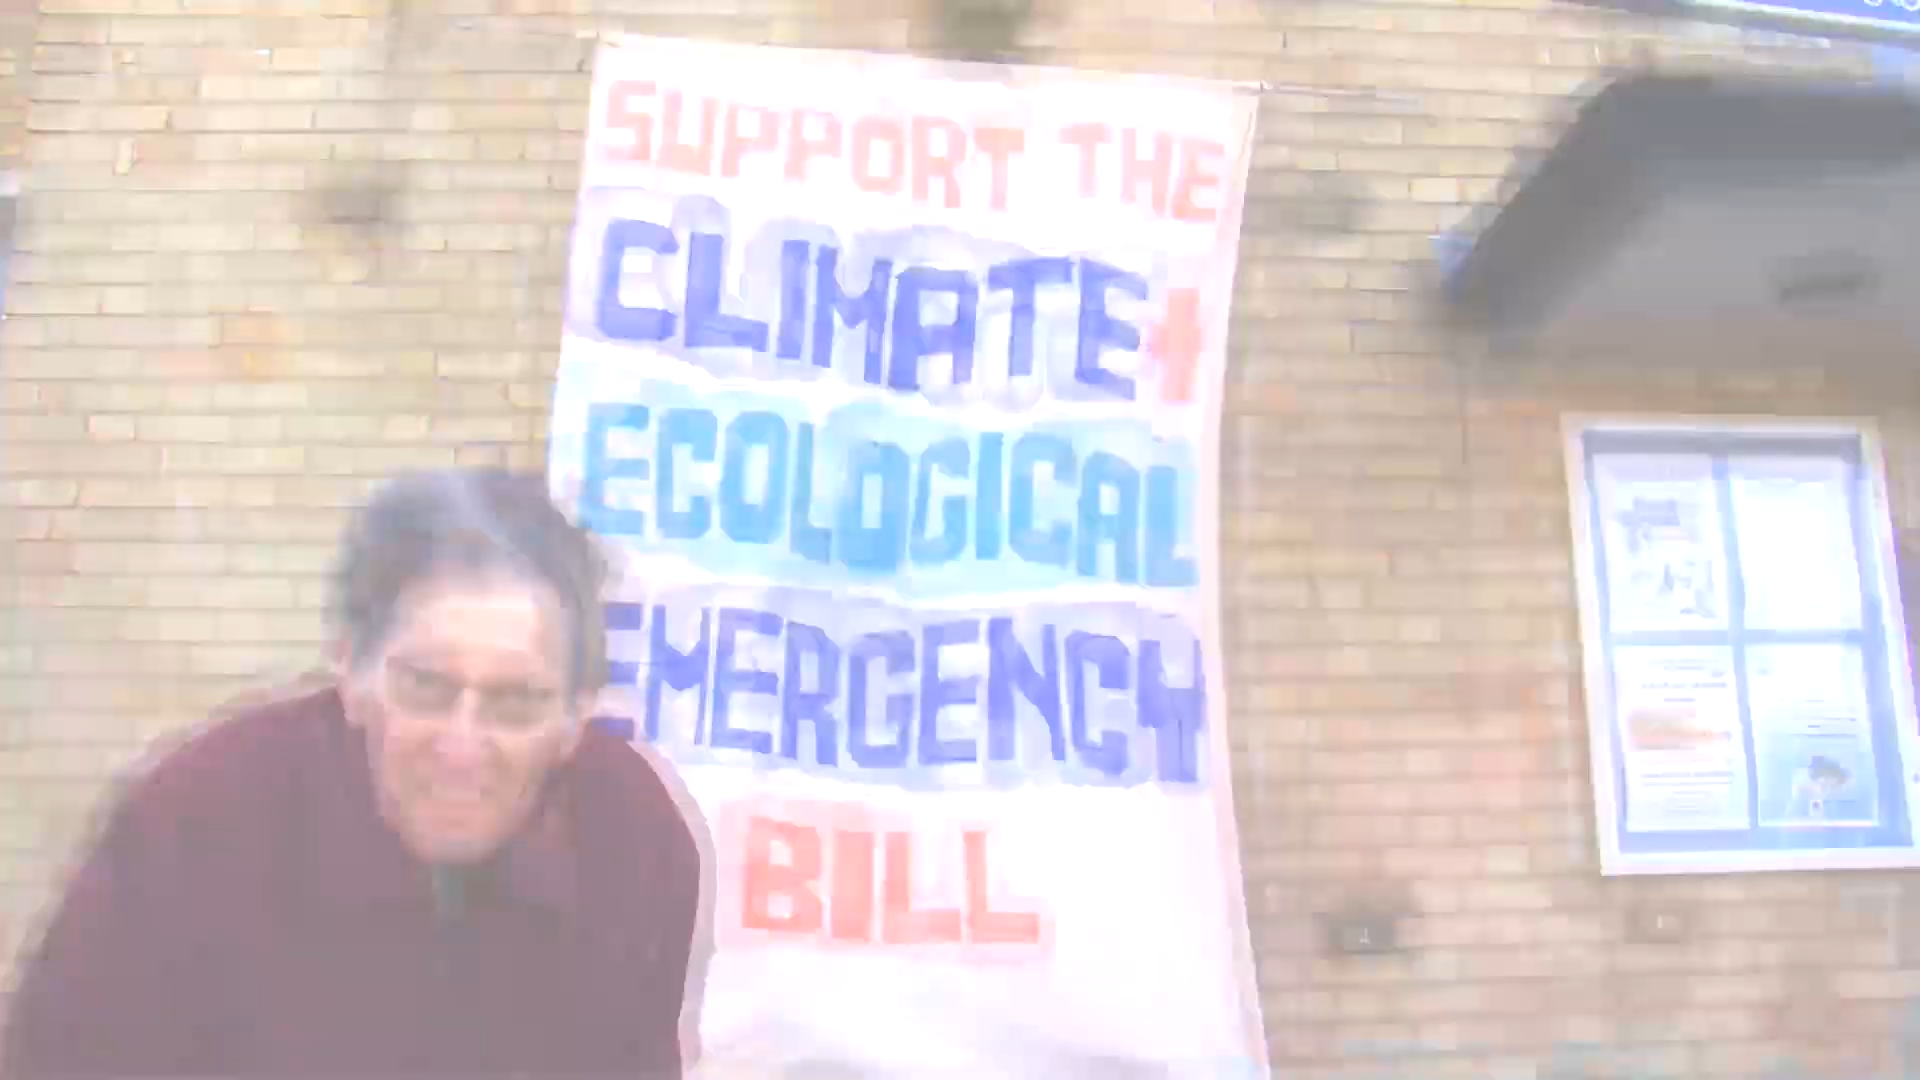 SUPPORT THE
CLIMATE +
ECOLOGICAL
EMERGENCY
BILL